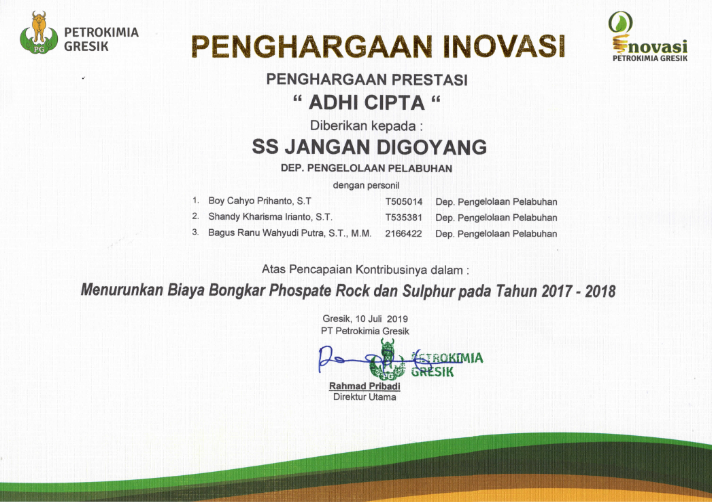 PETROKIMIA
GRESIK
PG
PENGHARGAAN INOVASI
Inovasi
PETROKIMIA GRESIK
PENGHARGAAN PRESTASI
“ ADHI CIPTA “
Diberikan kepada :
SS JANGAN DIGOYANG
DEP. PENGELOLAAN PELABUHAN
dengan personil
1. Boy Cahyo Prihanto, S.T T505014 Dep. Pengelolaan Pelabuhan
2. Shandy Kharisma Irianto, S.T. T535381 Dep. Pengelolaan Pelabuhan
3. Bagus Ranu Wahyudi Putra, S.T., M.M. 2166422 Dep. Pengelolaan Pelabuhan
Atas Pencapaian Kontribusinya dalam :
Menurunkan Biaya Bongkar Phospate Rock dan Sulphur pada Tahun 2017 - 2018
Gresik, 10 Juli 2019
PT Petrokimia Gresik
PETROKIMIA
GRESIK
PG
Rahmad Pribadi
Direktur Utama